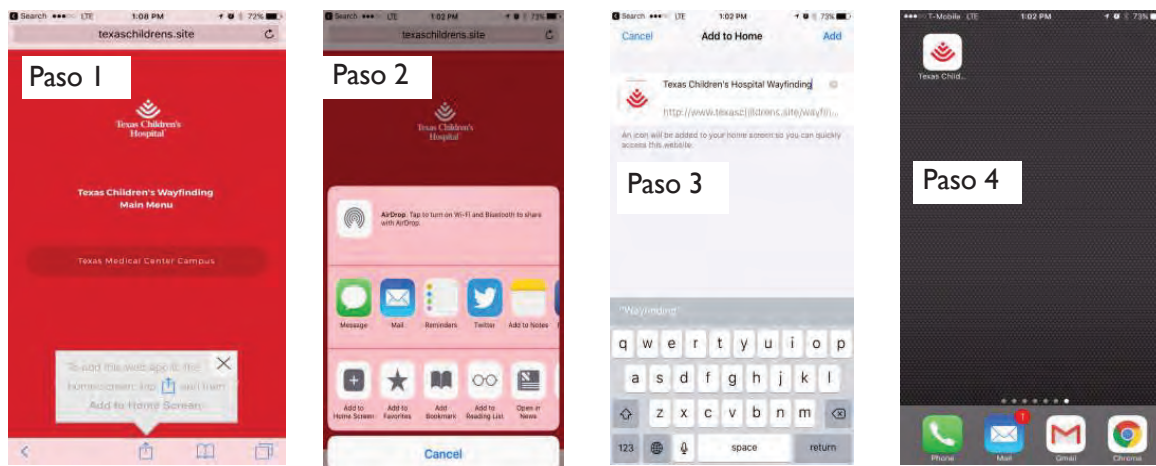 Search LTE 1:08 PM 72%
texaschildrens.site
Paso 1
Texas Children's
Hospital
Texas Children's Wayfinding
Main Menu
Texas Medical Center Campus
To add this web app to the
homescreen: tap and then
Add to Home Screen
Search LTE 1:02 PM 73%
texaschildrens.site
Paso 2
Texas Children's
Hospital
AirDrop. Tap to turn on Wi-Fi and Bluetooth to share
with AirDrop.
Message Mail Reminders Twitter Add to Notes
Add to
Home Screen
Add to
Favorites
Add
Bookmark
Add to
Reading List
Open in
News
Cancel
Search LTE 1:02 PM 73%
Cancel Add to Home Add
Texas Children's Hospital Wayfinding
http://www.texaschildrens.site/wayfin...
An icon will be added to your home screen so you can quickly
access this website.
Paso 3
"Wayfinding"
q w e r t y u i o p
a s d f g h j k l
z x c v b n m
123 space return
T-Mobile LTE 1:02 PM 73%
Texas Child...
Paso 4
1
Phone Mail Gmail Chrome